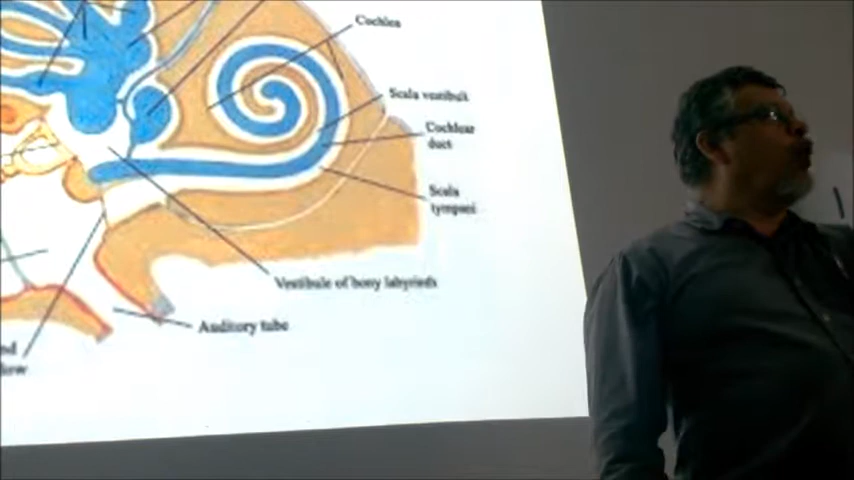 Cochlea
Scala vestibuli
Cochlear
duct
Scala
tympani
Vestibule of bony labyrinth
Auditory tube